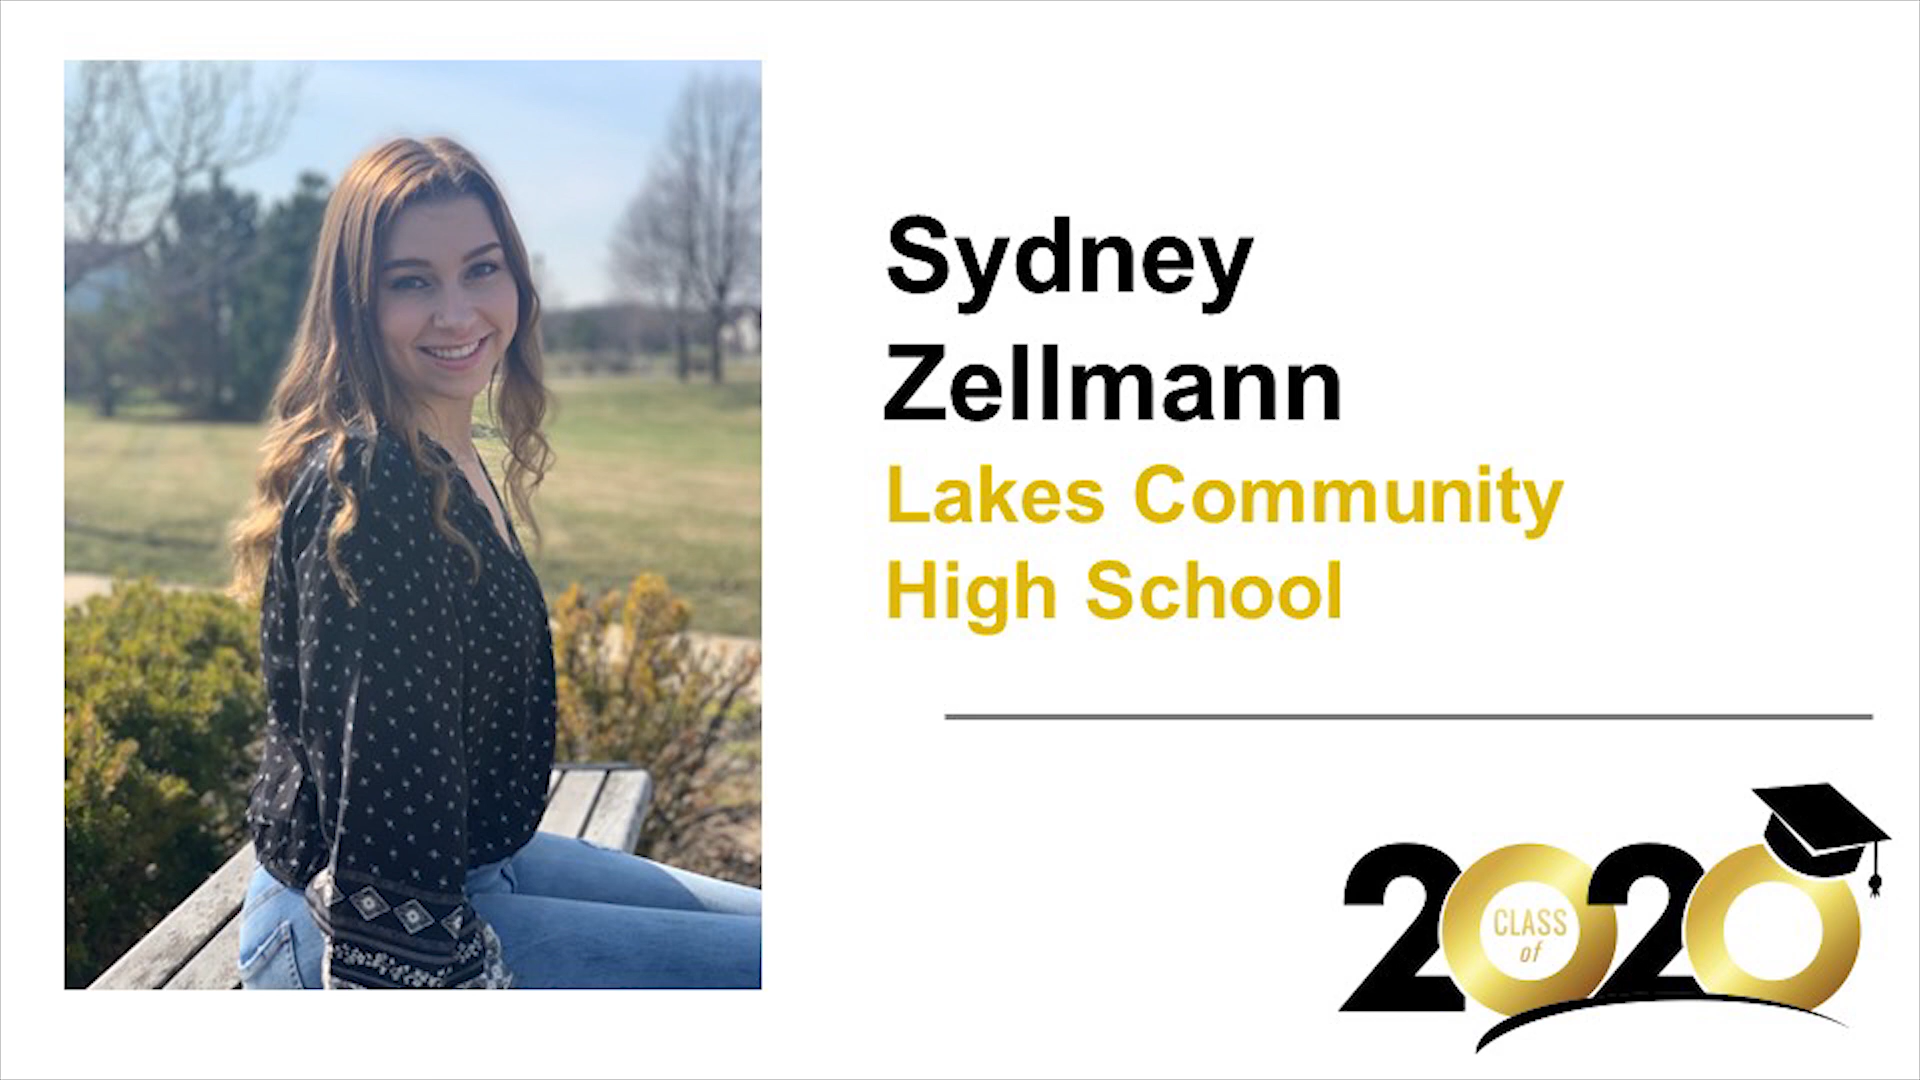 Sydney
Zellmann
Lakes Community
High School
2020
CLASS
of